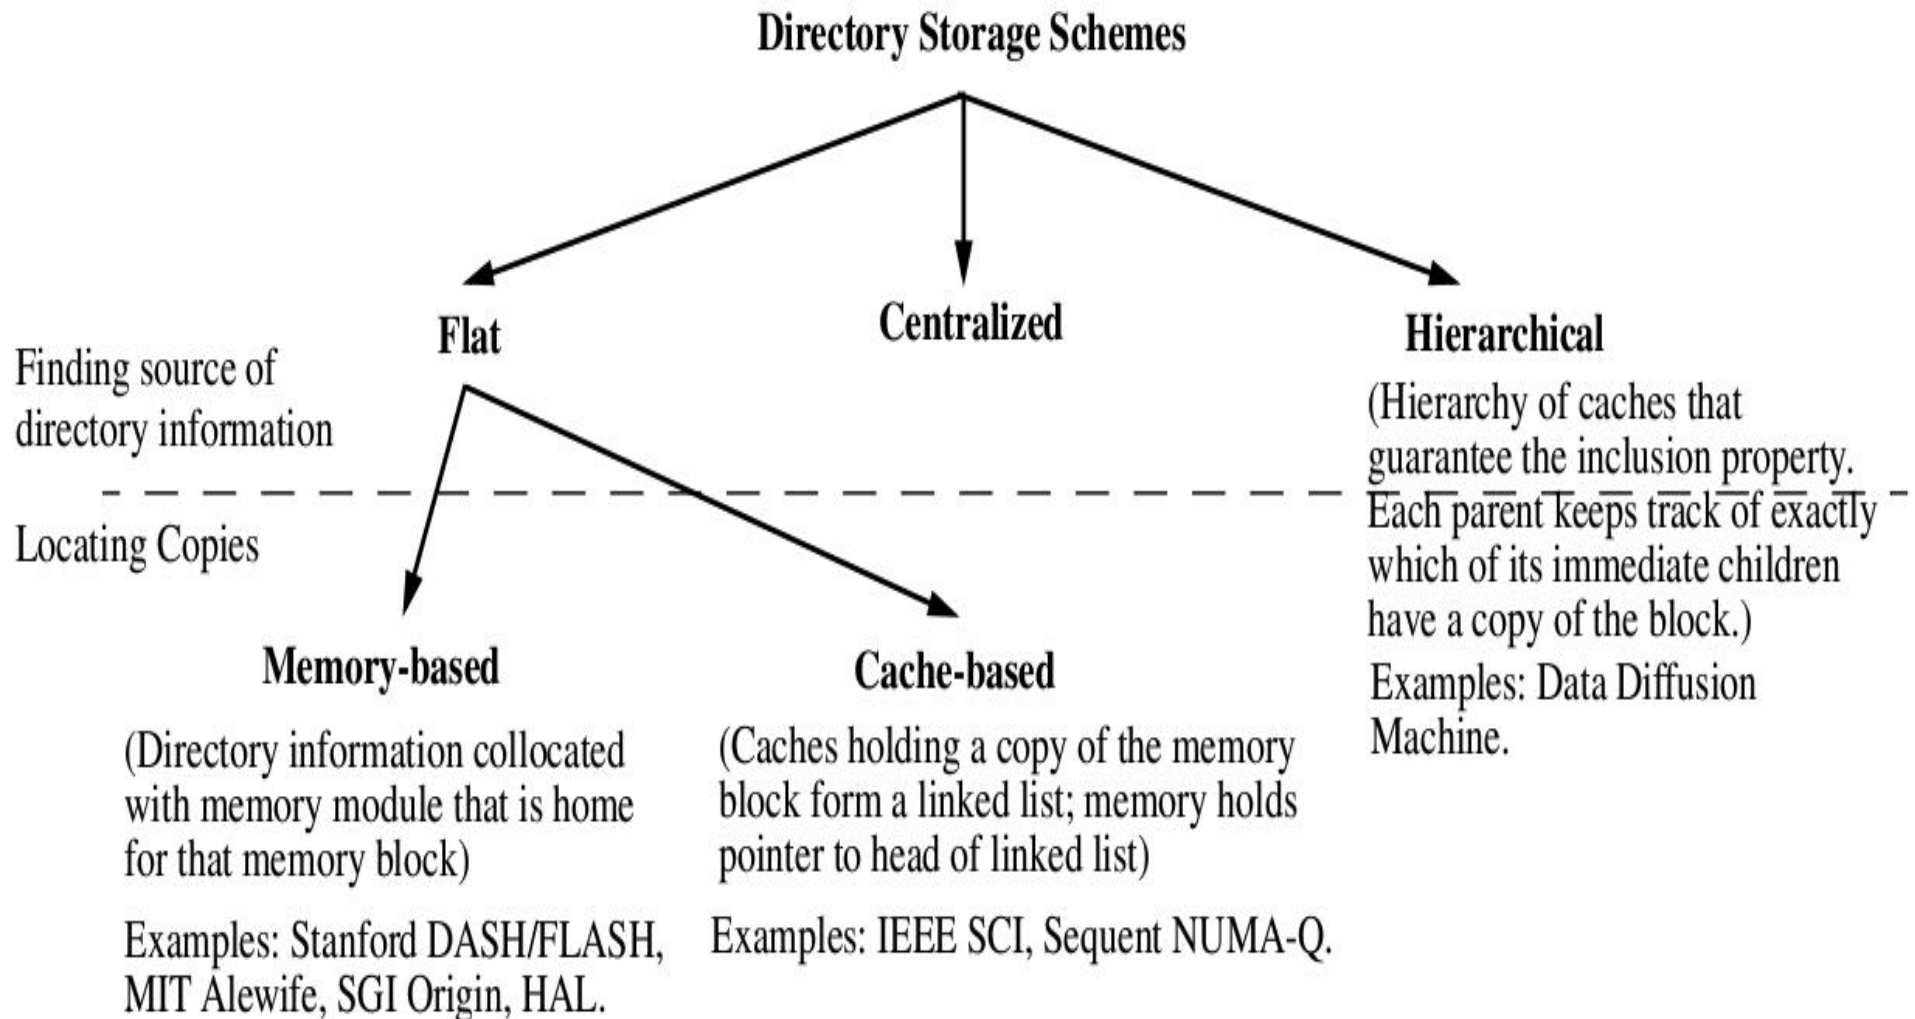 Directory Storage Schemes
Flat
Centralized
Hierarchical
Finding source of
directory information
(Hierarchy of caches that
guarantee the inclusion property.
Each parent keeps track of exactly
which of its immediate children
have a copy of the block.)
Examples: Data Diffusion
Machine.
Locating Copies
Memory-based
(Directory information collocated
with memory module that is home
for that memory block)
Examples: Stanford DASH/FLASH,
MIT Alewife, SGI Origin, HAL.
Cache-based
(Caches holding a copy of the memory
block form a linked list; memory holds
pointer to head of linked list)
Examples: IEEE SCI, Sequent NUMA-Q.